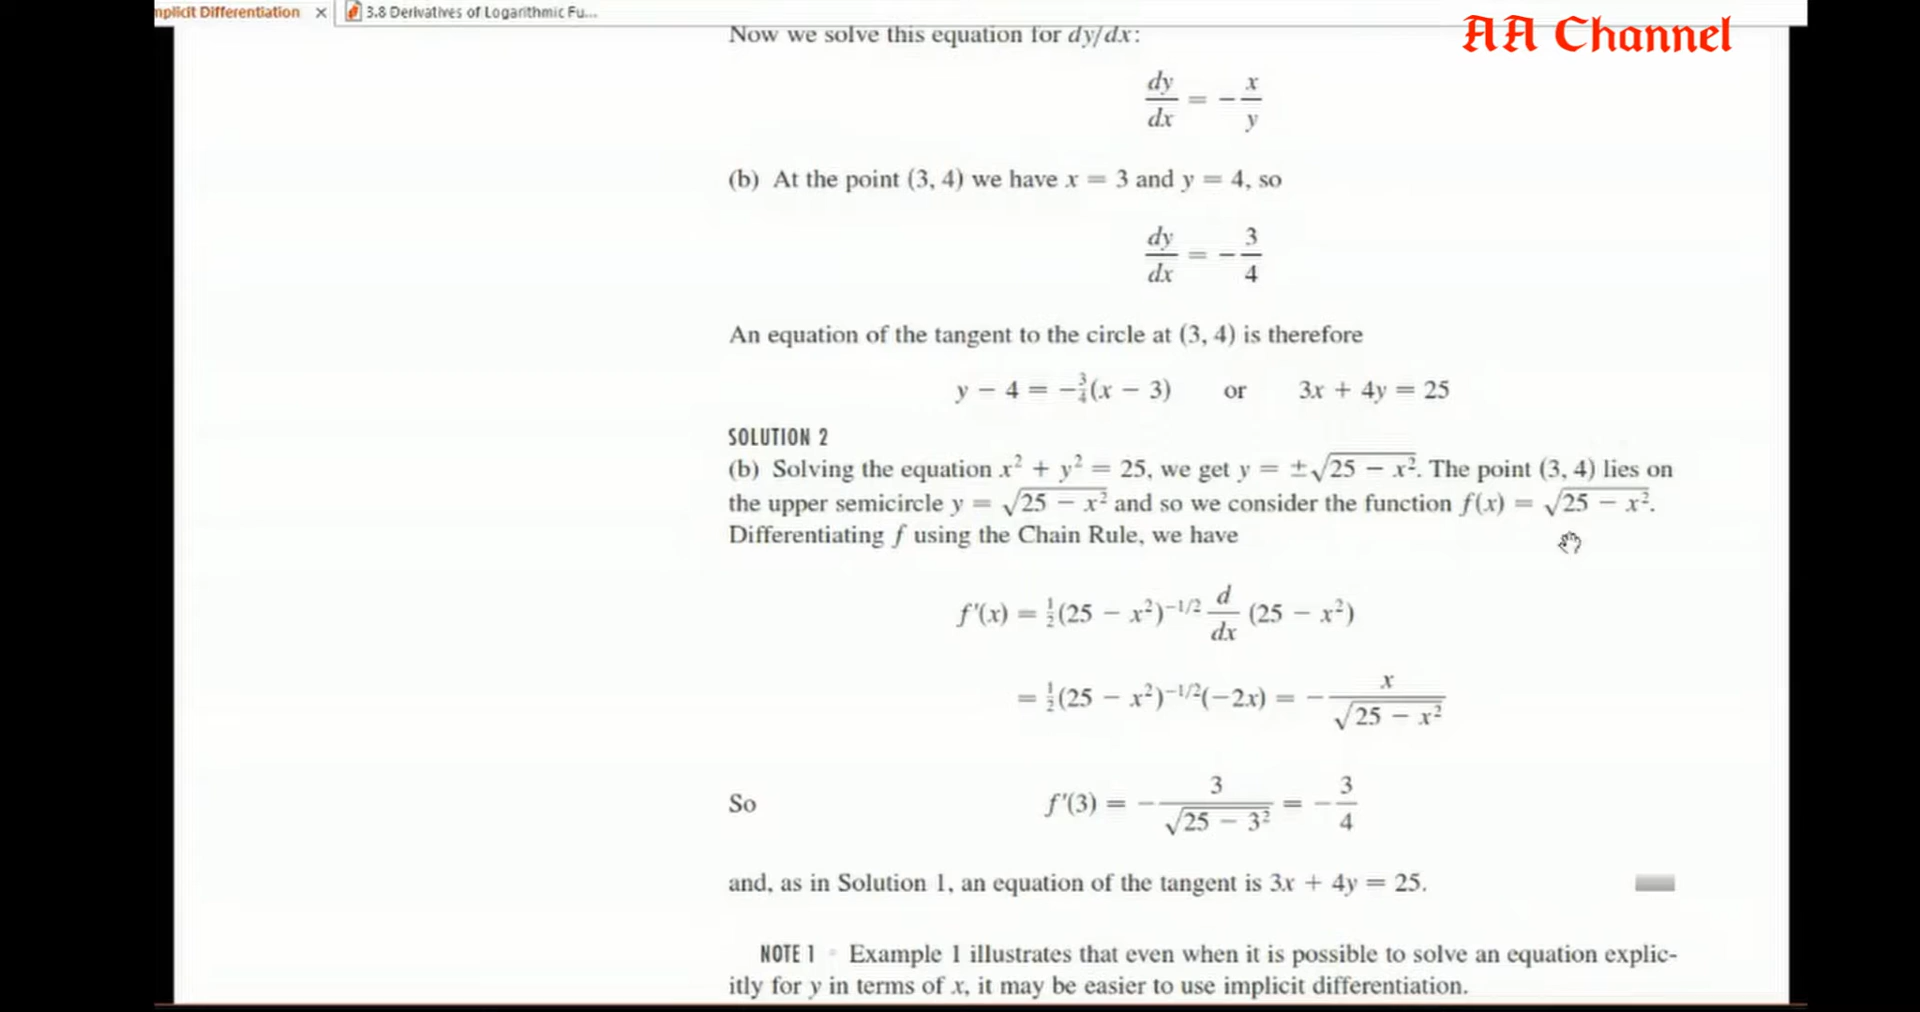 nplicit Differentiation × 3.8 Derivatives of Logarithmic Fu...
AA Channel
Now we solve this equation for dy/dx:
dy/dx = −x/y
(b) At the point (3, 4) we have x = 3 and y = 4, so
dy/dx = −3/4
An equation of the tangent to the circle at (3, 4) is therefore
y − 4 = −¾(x − 3) or 3x + 4y = 25
SOLUTION 2
(b) Solving the equation x² + y² = 25, we get y = ±√(25 − x²). The point (3, 4) lies on
the upper semicircle y = √(25 − x²) and so we consider the function f(x) = √(25 − x²).
Differentiating f using the Chain Rule, we have
f'(x) = ½(25 − x²)^(−1/2) d/dx (25 − x²)
= ½(25 − x²)^(−1/2)(−2x) = −x/√(25 − x²)
So f'(3) = −3/√(25 − 3²) = −3/4
and, as in Solution 1, an equation of the tangent is 3x + 4y = 25.
NOTE 1 Example 1 illustrates that even when it is possible to solve an equation explic-
itly for y in terms of x, it may be easier to use implicit differentiation.